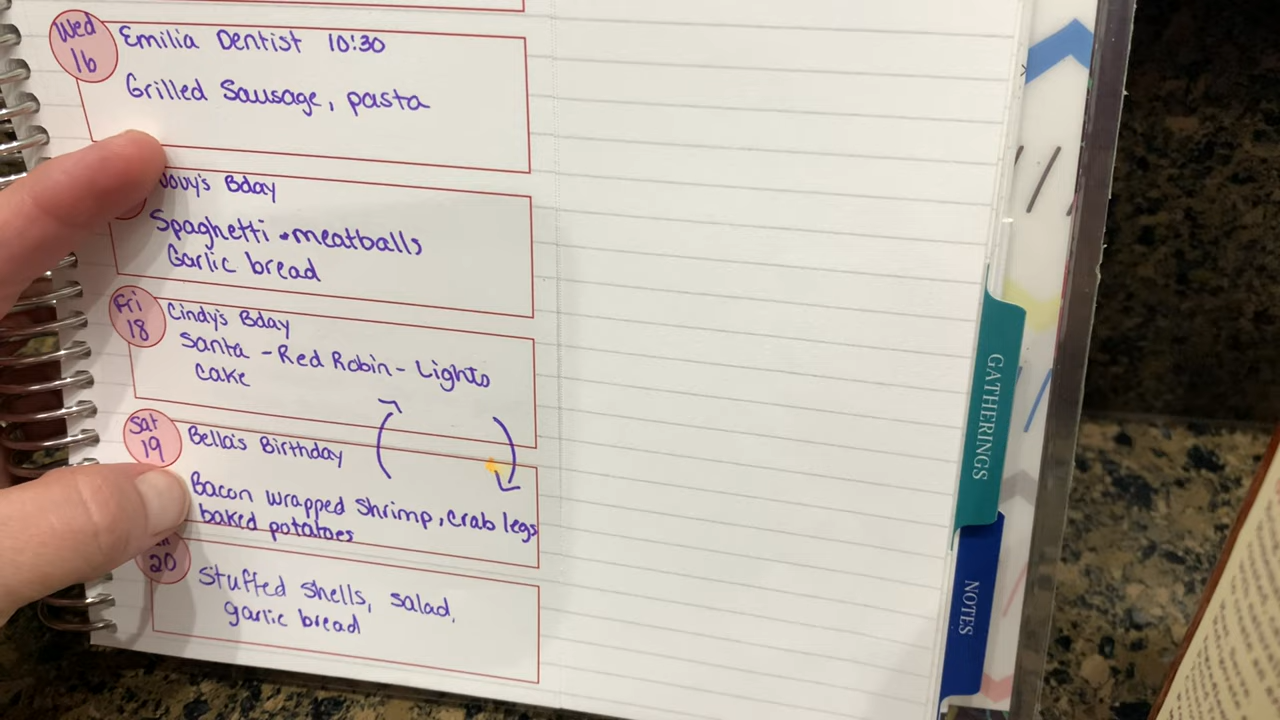 Wed
16
Emilia Dentist 10:30
Grilled Sausage, pasta
Jovy's Bday
Spaghetti • meatballs
Garlic bread
Fri
18
Cindy's Bday
Santa - Red Robin - Lights
cake
Sat
19
Bella's Birthday
Bacon wrapped Shrimp, crab legs
baked potatoes
20
Stuffed Shells, salad,
garlic bread
GATHERINGS
NOTES